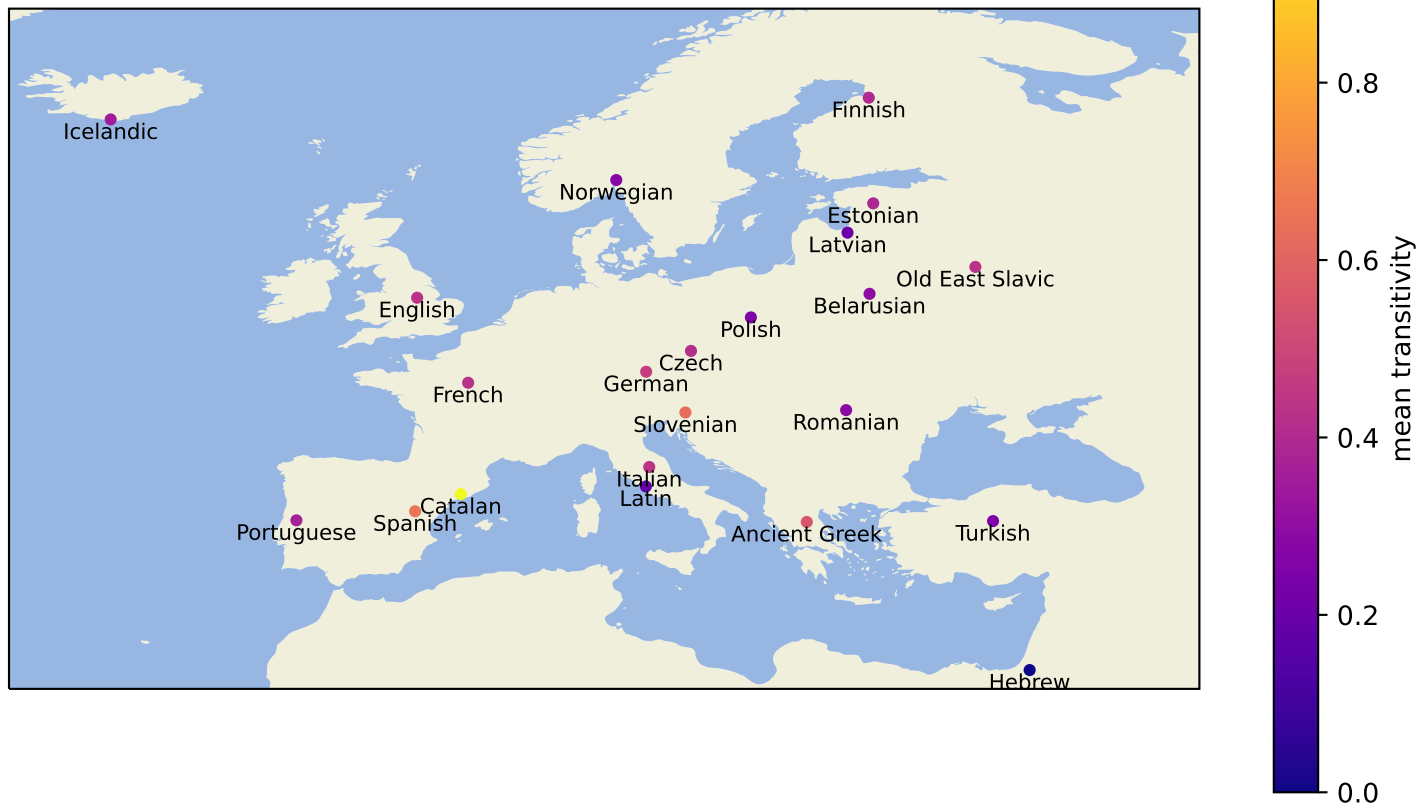 Finnish
Icelandic
Norwegian
Estonian
Latvian
Old East Slavic
Belarusian
English
Polish
Czech
German
French
Slovenian
Romanian
Italian
Latin
Catalan
Spanish
Portuguese
Ancient Greek
Turkish
Hebrew
0.8
0.6
0.4
0.2
0.0
mean transitivity